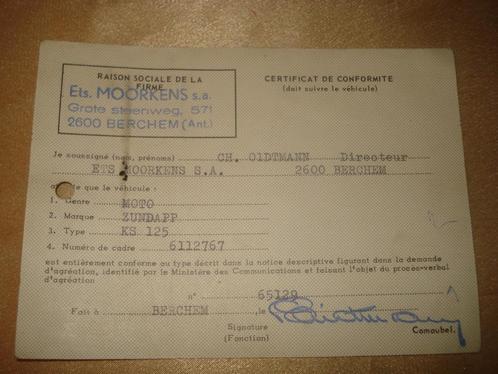 RAISON SOCIALE DE LA
FIRME
Ets. MOORKENS s.a.
Grote steenweg, 571
2600 BERCHEM (Ant.)
CERTIFICAT DE CONFORMITE
(doit suivre le véhicule)
Je soussigné (nom, prénoms) CH. OIDTMANN Directeur
ETS MOORKENS S.A. 2600 BERCHEM
que le véhicule :
1. Genre MOTO
2. Marque ZUNDAPP
3. Type KS 125
4. Numéro de cadre 6112767
est entièrement conforme au type décrit dans la notice descriptive figurant dans la demande
d'agréation, identifié par le Ministère des Communications et faisant l'objet du procès-verbal
d'agréation
n° 65129
Fait à BERCHEM , le
Signature
(Fonction)
Comaubel.